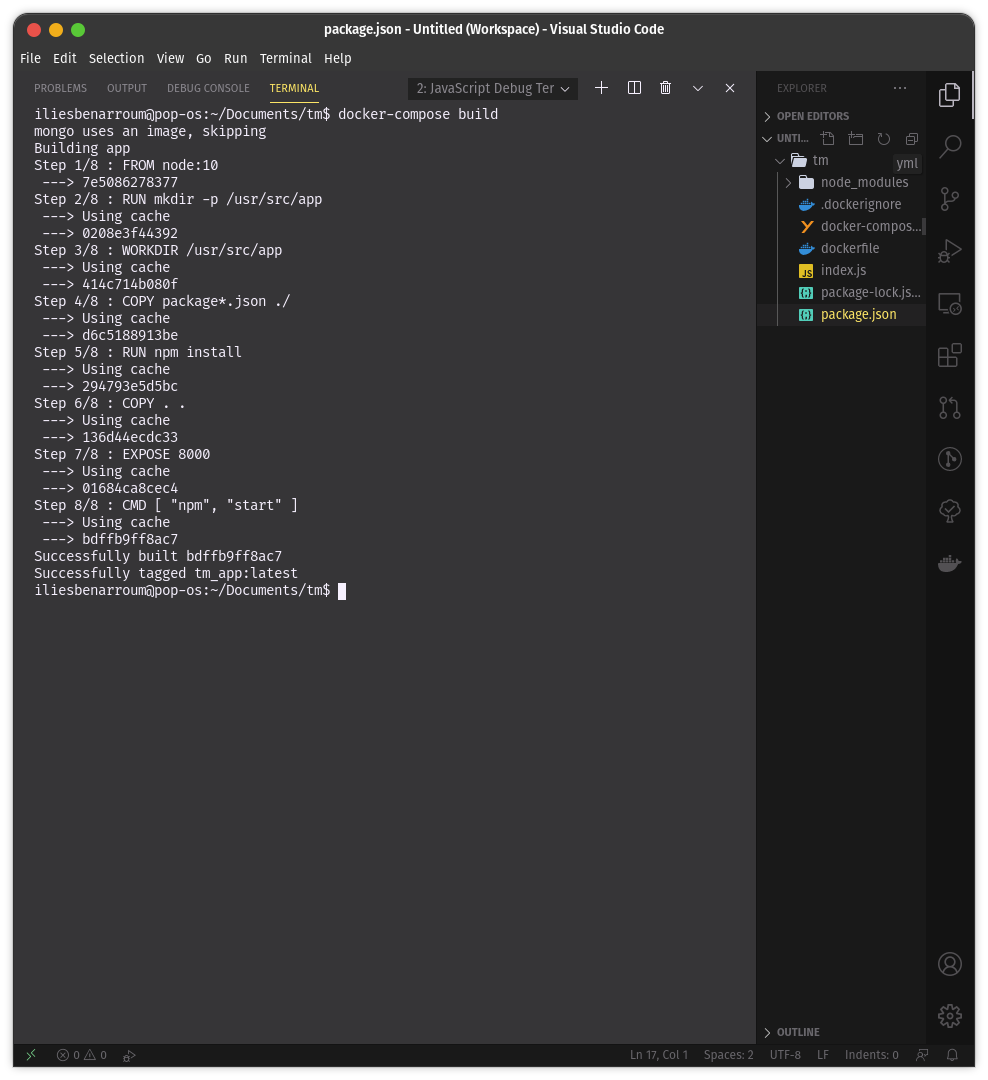 package.json - Untitled (Workspace) - Visual Studio Code
File Edit Selection View Go Run Terminal Help
PROBLEMS OUTPUT DEBUG CONSOLE TERMINAL 2: JavaScript Debug Ter
iliesbenarroum@pop-os:~/Documents/tm$ docker-compose build
mongo uses an image, skipping
Building app
Step 1/8 : FROM node:10
 ---> 7e5086278377
Step 2/8 : RUN mkdir -p /usr/src/app
 ---> Using cache
 ---> 0208e3f44392
Step 3/8 : WORKDIR /usr/src/app
 ---> Using cache
 ---> 414c714b080f
Step 4/8 : COPY package*.json ./
 ---> Using cache
 ---> d6c5188913be
Step 5/8 : RUN npm install
 ---> Using cache
 ---> 294793e5d5bc
Step 6/8 : COPY . .
 ---> Using cache
 ---> 136d44ecdc33
Step 7/8 : EXPOSE 8000
 ---> Using cache
 ---> 01684ca8cec4
Step 8/8 : CMD [ "npm", "start" ]
 ---> Using cache
 ---> bdffb9ff8ac7
Successfully built bdffb9ff8ac7
Successfully tagged tm_app:latest
iliesbenarroum@pop-os:~/Documents/tm$
EXPLORER
OPEN EDITORS
UNTI...
tm
yml
node_modules
.dockerignore
docker-compos...
dockerfile
JS index.js
package-lock.js...
package.json
OUTLINE
0 0 Ln 17, Col 1 Spaces: 2 UTF-8 LF Indents: 0